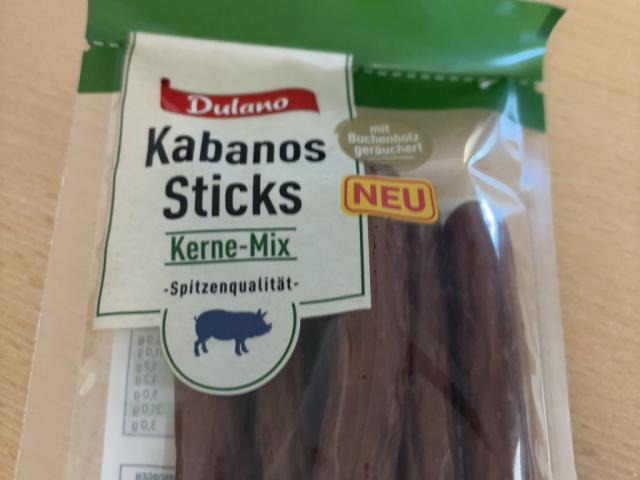 Dulano
Kabanos
Sticks
Kerne-Mix
-Spitzenqualität-
mit
Buchenholz
geräuchert
NEU